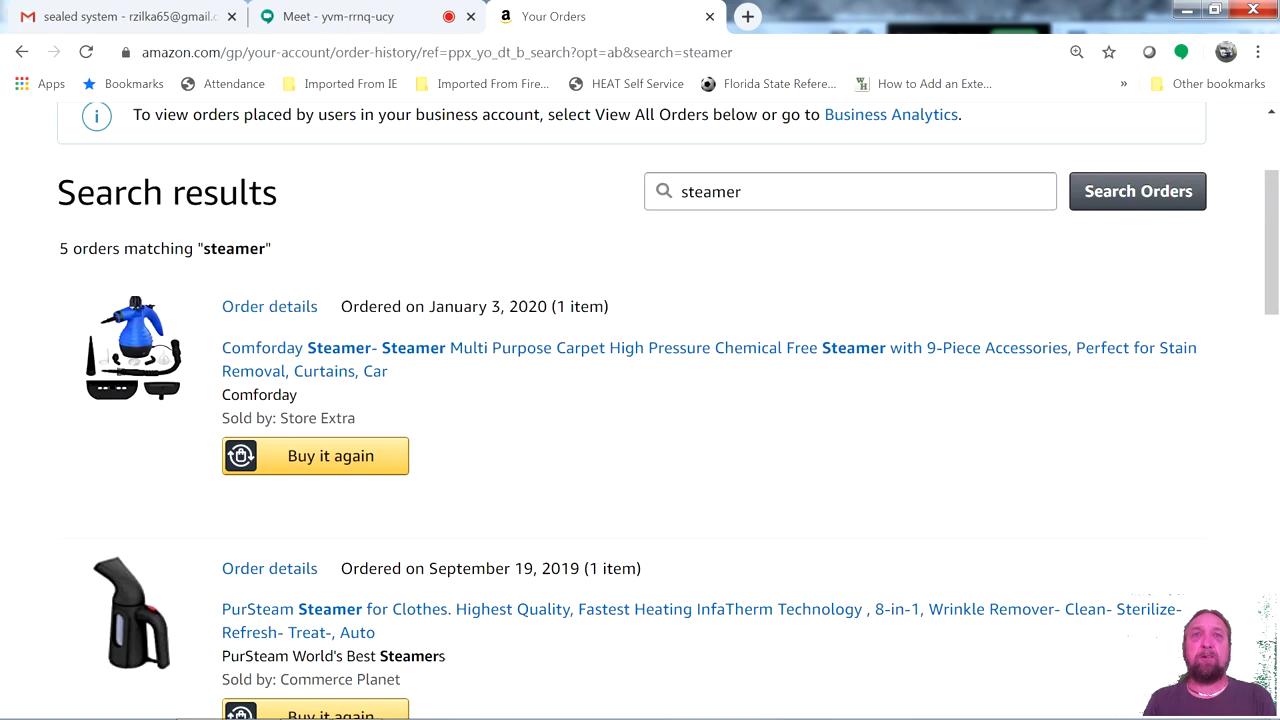 sealed system - rzilka65@gmail.c
Meet - yvm-rrnq-ucy
Your Orders
amazon.com/gp/your-account/order-history/ref=ppx_yo_dt_b_search?opt=ab&search=steamer
Apps
Bookmarks
Attendance
Imported From IE
Imported From Fire...
HEAT Self Service
Florida State Refere...
How to Add an Exte...
»
Other bookmarks
To view orders placed by users in your business account, select View All Orders below or go to Business Analytics.
Search results
steamer
Search Orders
5 orders matching "steamer"
Order details Ordered on January 3, 2020 (1 item)
Comforday Steamer- Steamer Multi Purpose Carpet High Pressure Chemical Free Steamer with 9-Piece Accessories, Perfect for Stain
Removal, Curtains, Car
Comforday
Sold by: Store Extra
Buy it again
Order details Ordered on September 19, 2019 (1 item)
PurSteam Steamer for Clothes. Highest Quality, Fastest Heating InfaTherm Technology , 8-in-1, Wrinkle Remover- Clean- Sterilize-
Refresh- Treat-, Auto
PurSteam World's Best Steamers
Sold by: Commerce Planet
Buy it again